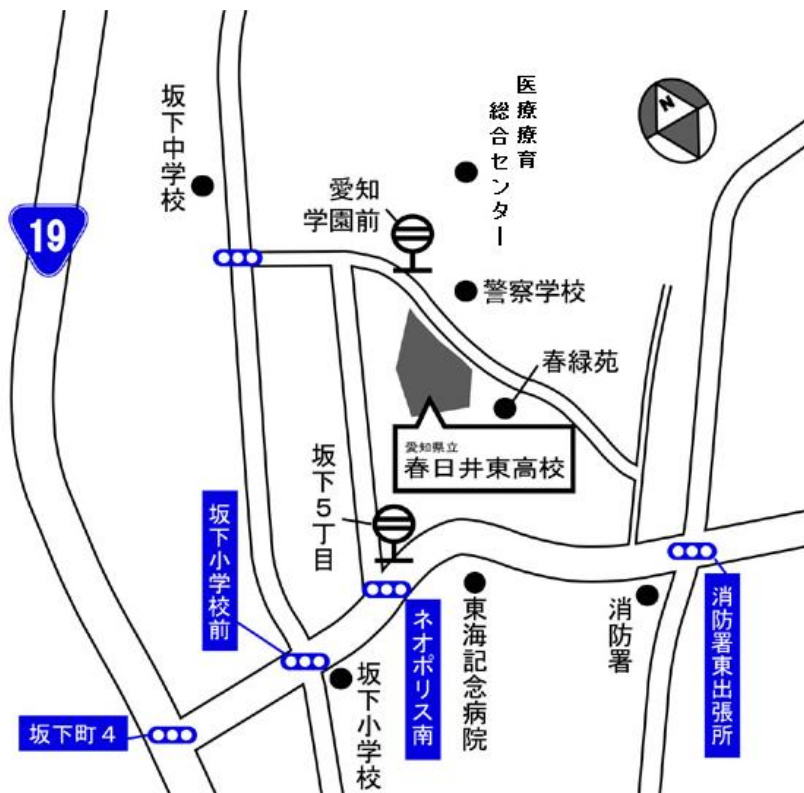 医療療育
総合センター
N
坂下中学校
愛知
学園前
19
警察学校
春緑苑
愛知県立
春日井東高校
坂下5丁目
坂下小学校前
消防署東出張所
消防署
東海記念病院
ネオポリス南
坂下小学校
坂下町4